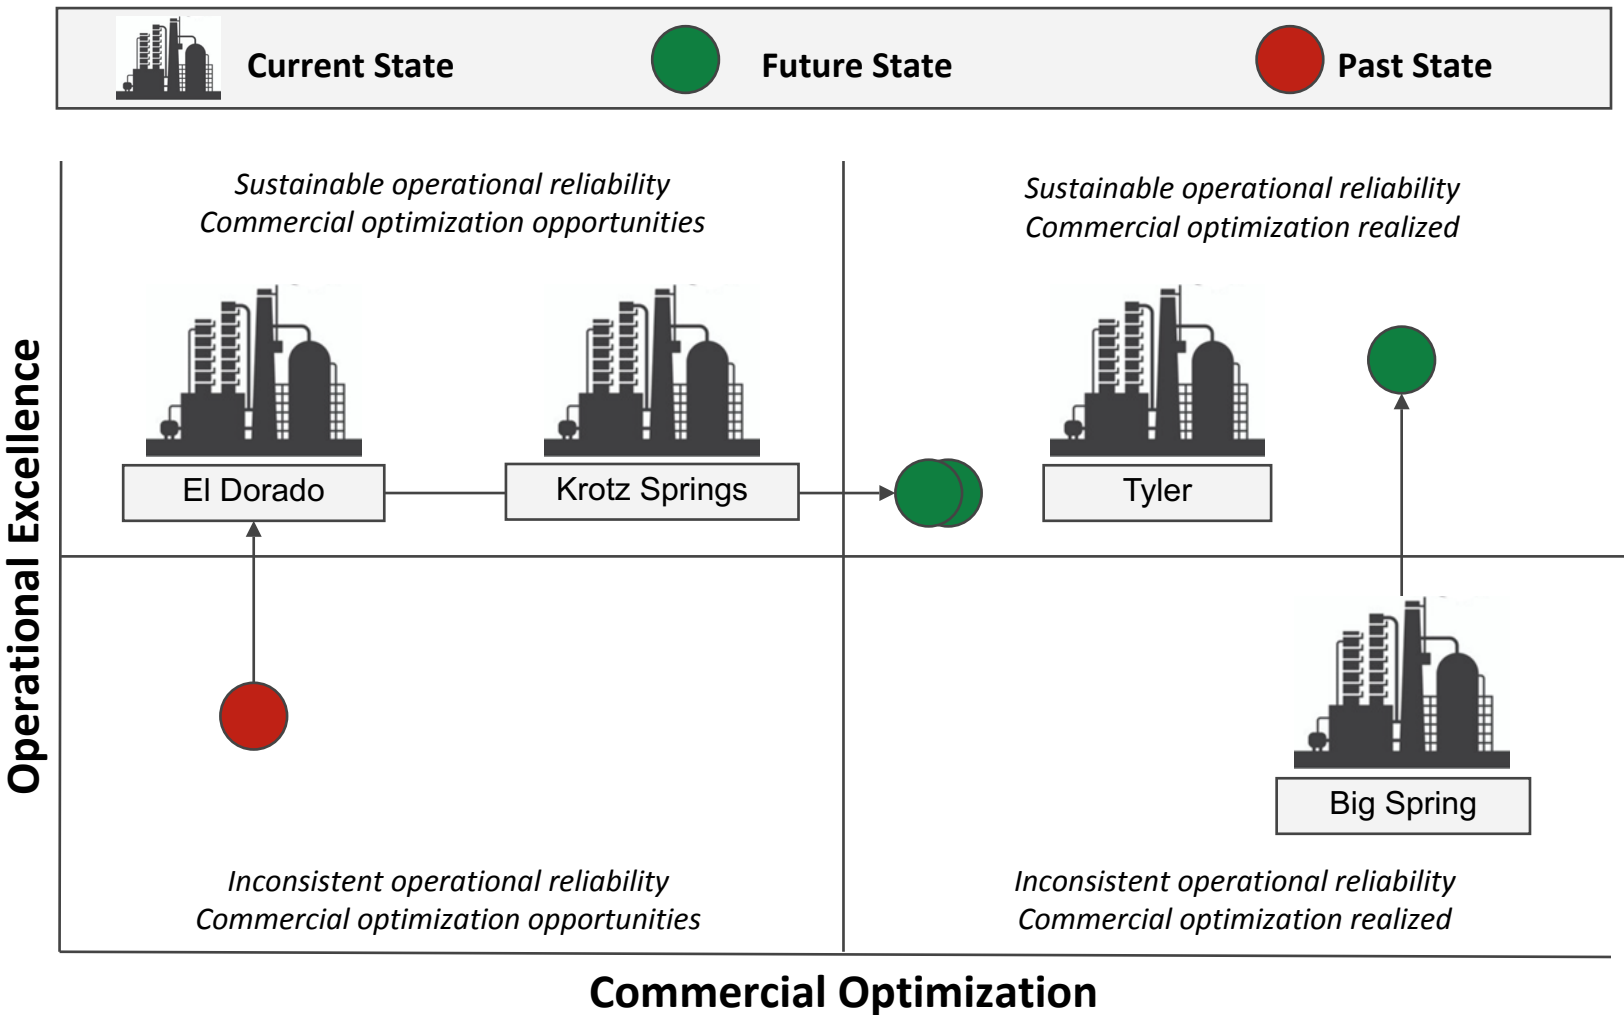 Current State
Future State
Past State
Sustainable operational reliability
Commercial optimization opportunities
Sustainable operational reliability
Commercial optimization realized
Operational Excellence
El Dorado
Krotz Springs
Tyler
Big Spring
Inconsistent operational reliability
Commercial optimization opportunities
Inconsistent operational reliability
Commercial optimization realized
Commercial Optimization